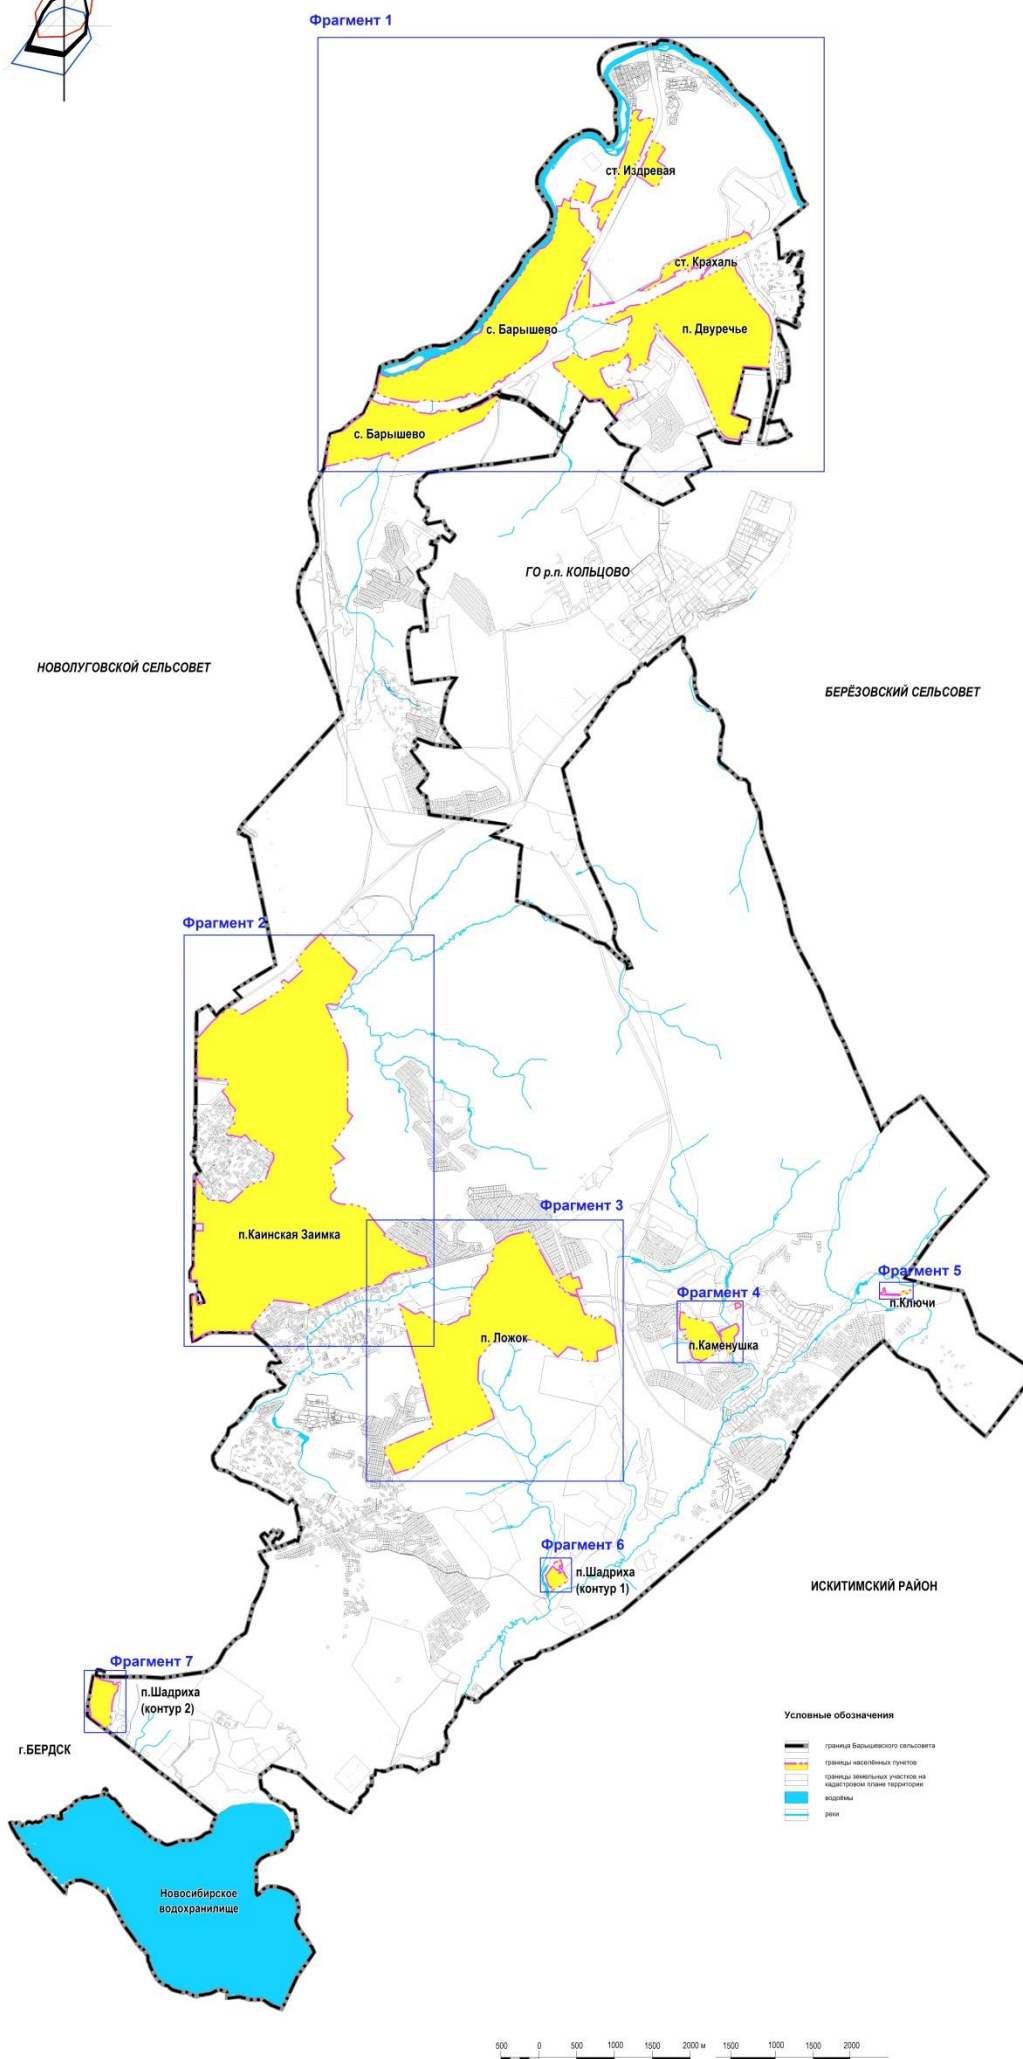 Фрагмент 1
ст. Издревая
ст. Крахаль
с. Барышево
п. Двуречье
с. Барышево
ГО р.п. КОЛЬЦОВО
НОВОЛУГОВСКОЙ СЕЛЬСОВЕТ
БЕРЁЗОВСКИЙ СЕЛЬСОВЕТ
Фрагмент 2
п.Каинская Заимка
Фрагмент 3
п. Ложок
Фрагмент 4
п.Каменушка
Фрагмент 5
п.Ключи
Фрагмент 6
п.Шадриха
(контур 1)
ИСКИТИМСКИЙ РАЙОН
Фрагмент 7
п.Шадриха
(контур 2)
г.БЕРДСК
Новосибирское
водохранилище
Условные обозначения
граница Барышевского сельсовета
границы населённых пунктов
границы земельных участков на
кадастровом плане территории
водоёмы
реки
500 0 500 1000 1500 2000 м 1500 1000 1500 2000